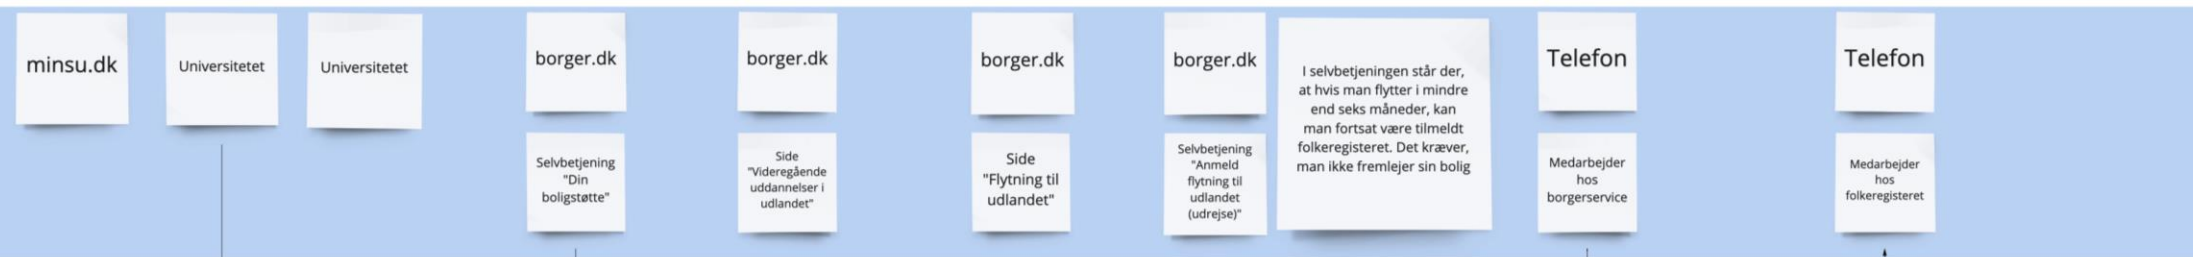 minsu.dk
Universitetet
Universitetet
borger.dk
Selvbetjening
"Din
boligstøtte"
borger.dk
Side
"Videregående
uddannelser i
udlandet"
borger.dk
Side
"Flytning til
udlandet"
borger.dk
Selvbetjening
"Anmeld
flytning til
udlandet
(udrejse)"
I selvbetjeningen står der,
at hvis man flytter i mindre
end seks måneder, kan
man fortsat være tilmeldt
folkeregisteret. Det kræver,
man ikke fremlejer sin bolig
Telefon
Medarbejder
hos
borgerservice
Telefon
Medarbejder
hos
folkeregisteret